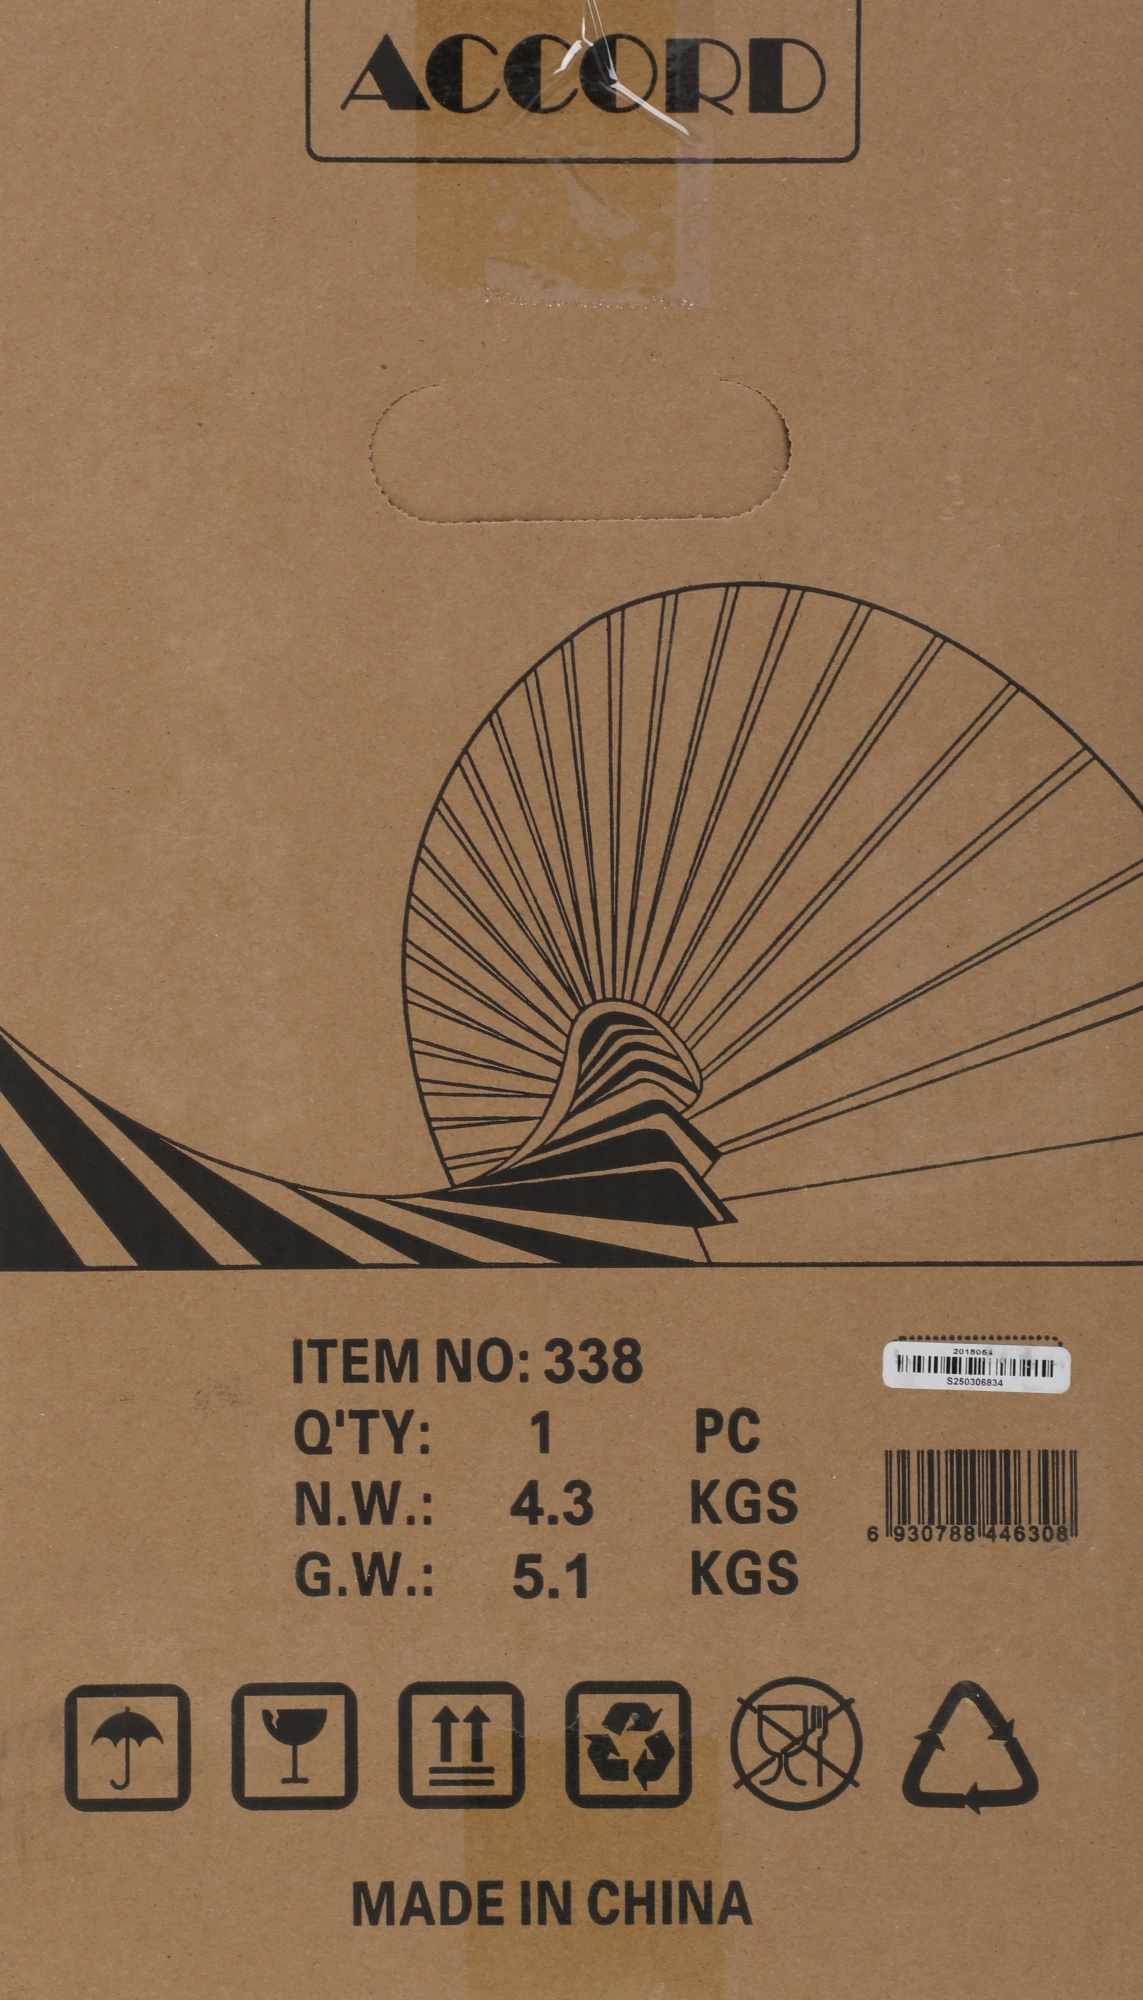 ACCORD
ITEM NO: 338
Q'TY: 1 PC
N.W.: 4.3 KGS
G.W.: 5.1 KGS
2018054
S250306834
6 930788 446308
MADE IN CHINA